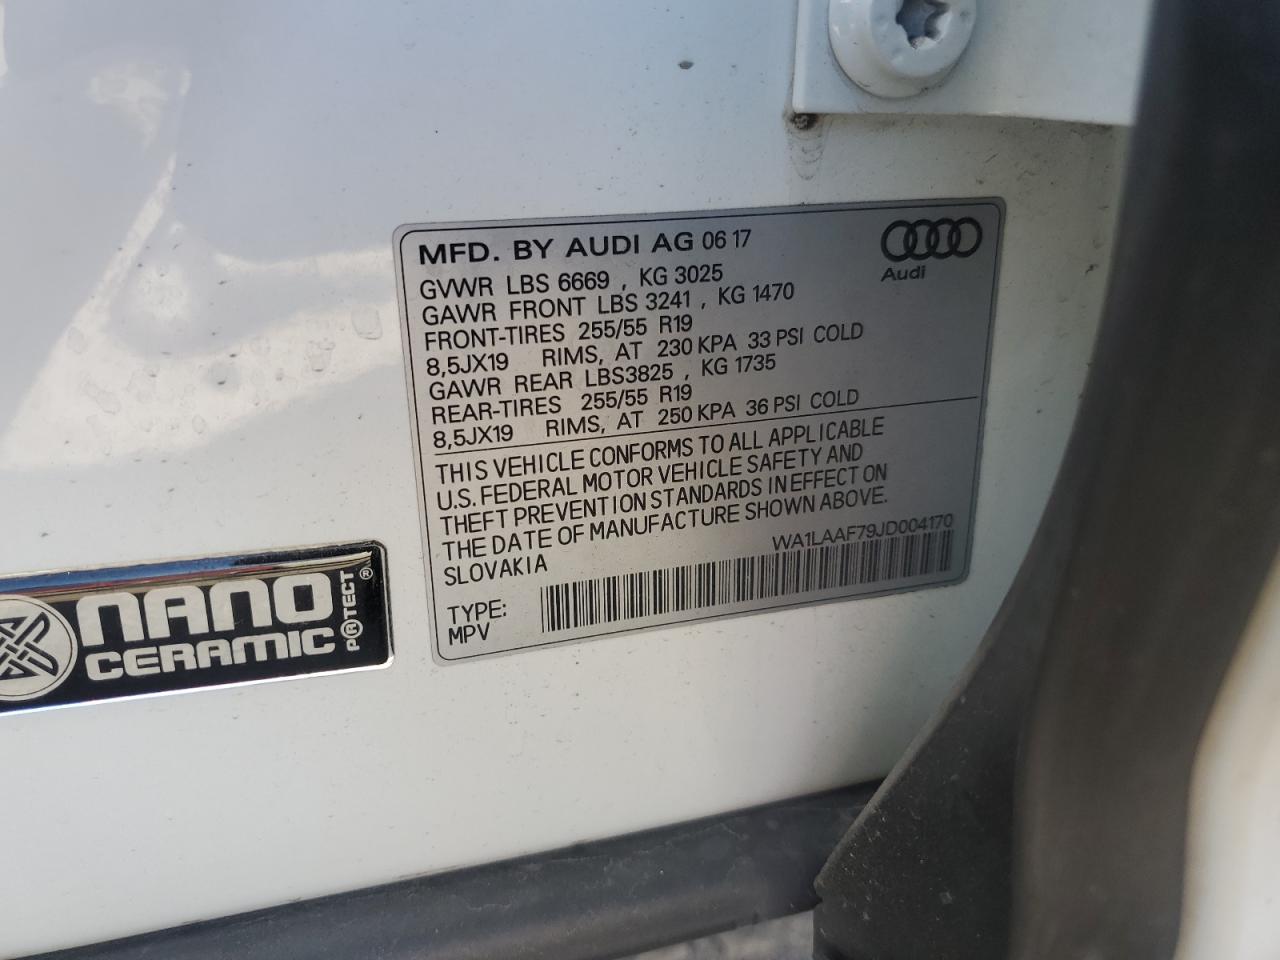 MFD. BY AUDI AG 06 17
Audi
GVWR LBS 6669 , KG 3025
GAWR FRONT LBS 3241 , KG 1470
FRONT-TIRES 255/55 R19
8,5JX19 RIMS, AT 230 KPA 33 PSI COLD
GAWR REAR LBS3825 , KG 1735
REAR-TIRES 255/55 R19
8,5JX19 RIMS, AT 250 KPA 36 PSI COLD
THIS VEHICLE CONFORMS TO ALL APPLICABLE
U.S. FEDERAL MOTOR VEHICLE SAFETY AND
THEFT PREVENTION STANDARDS IN EFFECT ON
THE DATE OF MANUFACTURE SHOWN ABOVE.
SLOVAKIA
WA1LAAF79JD004170
TYPE:
MPV
NANO
CERAMIC
PROTECT®